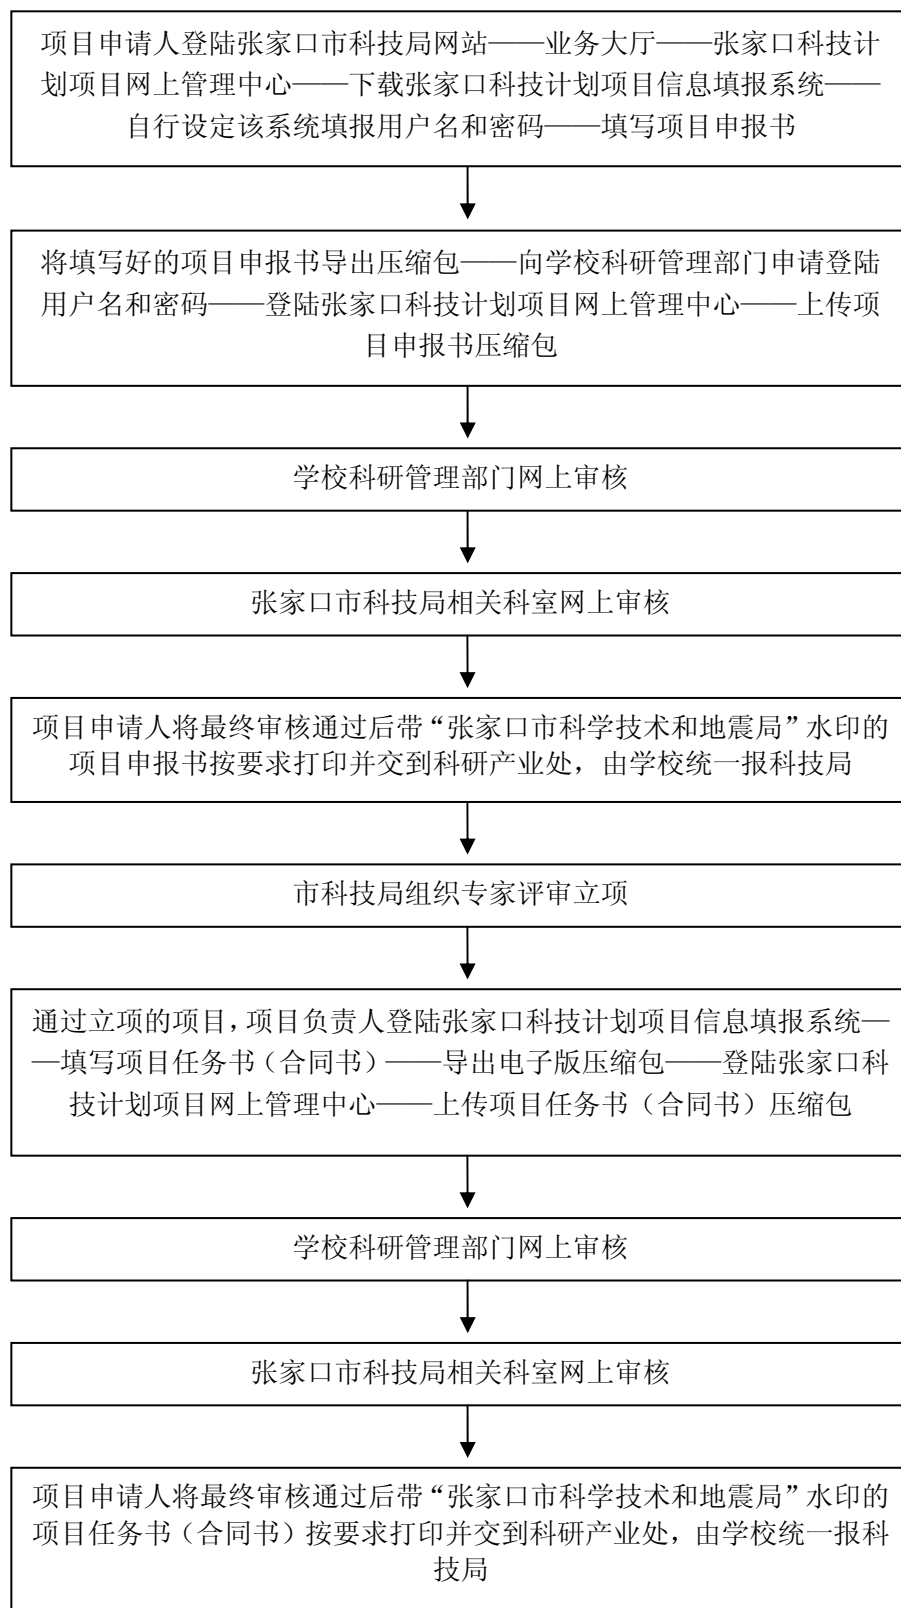 项目申请人登陆张家口市科技局网站——业务大厅——张家口科技计
划项目网上管理中心——下载张家口科技计划项目信息填报系统——
自行设定该系统填报用户名和密码——填写项目申报书
将填写好的项目申报书导出压缩包——向学校科研管理部门申请登陆
用户名和密码——登陆张家口科技计划项目网上管理中心——上传项
目申报书压缩包
学校科研管理部门网上审核
张家口市科技局相关科室网上审核
项目申请人将最终审核通过后带“张家口市科学技术和地震局”水印的
项目申报书按要求打印并交到科研产业处，由学校统一报科技局
市科技局组织专家评审立项
通过立项的项目，项目负责人登陆张家口科技计划项目信息填报系统—
—填写项目任务书（合同书）——导出电子版压缩包——登陆张家口科
技计划项目网上管理中心——上传项目任务书（合同书）压缩包
学校科研管理部门网上审核
张家口市科技局相关科室网上审核
项目申请人将最终审核通过后带“张家口市科学技术和地震局”水印的
项目任务书（合同书）按要求打印并交到科研产业处，由学校统一报科
技局